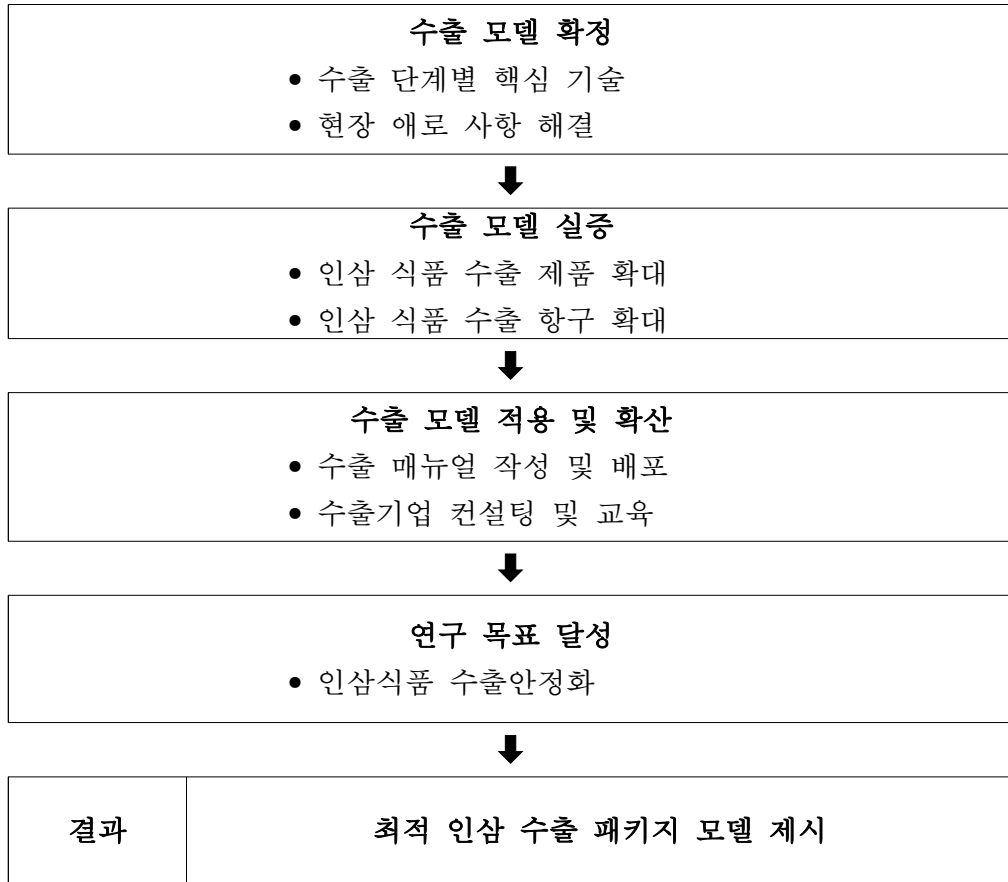 수출 모델 확정
• 수출 단계별 핵심 기술
• 현장 애로 사항 해결
수출 모델 실증
• 인삼 식품 수출 제품 확대
• 인삼 식품 수출 항구 확대
수출 모델 적용 및 확산
• 수출 매뉴얼 작성 및 배포
• 수출기업 컨설팅 및 교육
연구 목표 달성
• 인삼식품 수출안정화
결과
최적 인삼 수출 패키지 모델 제시